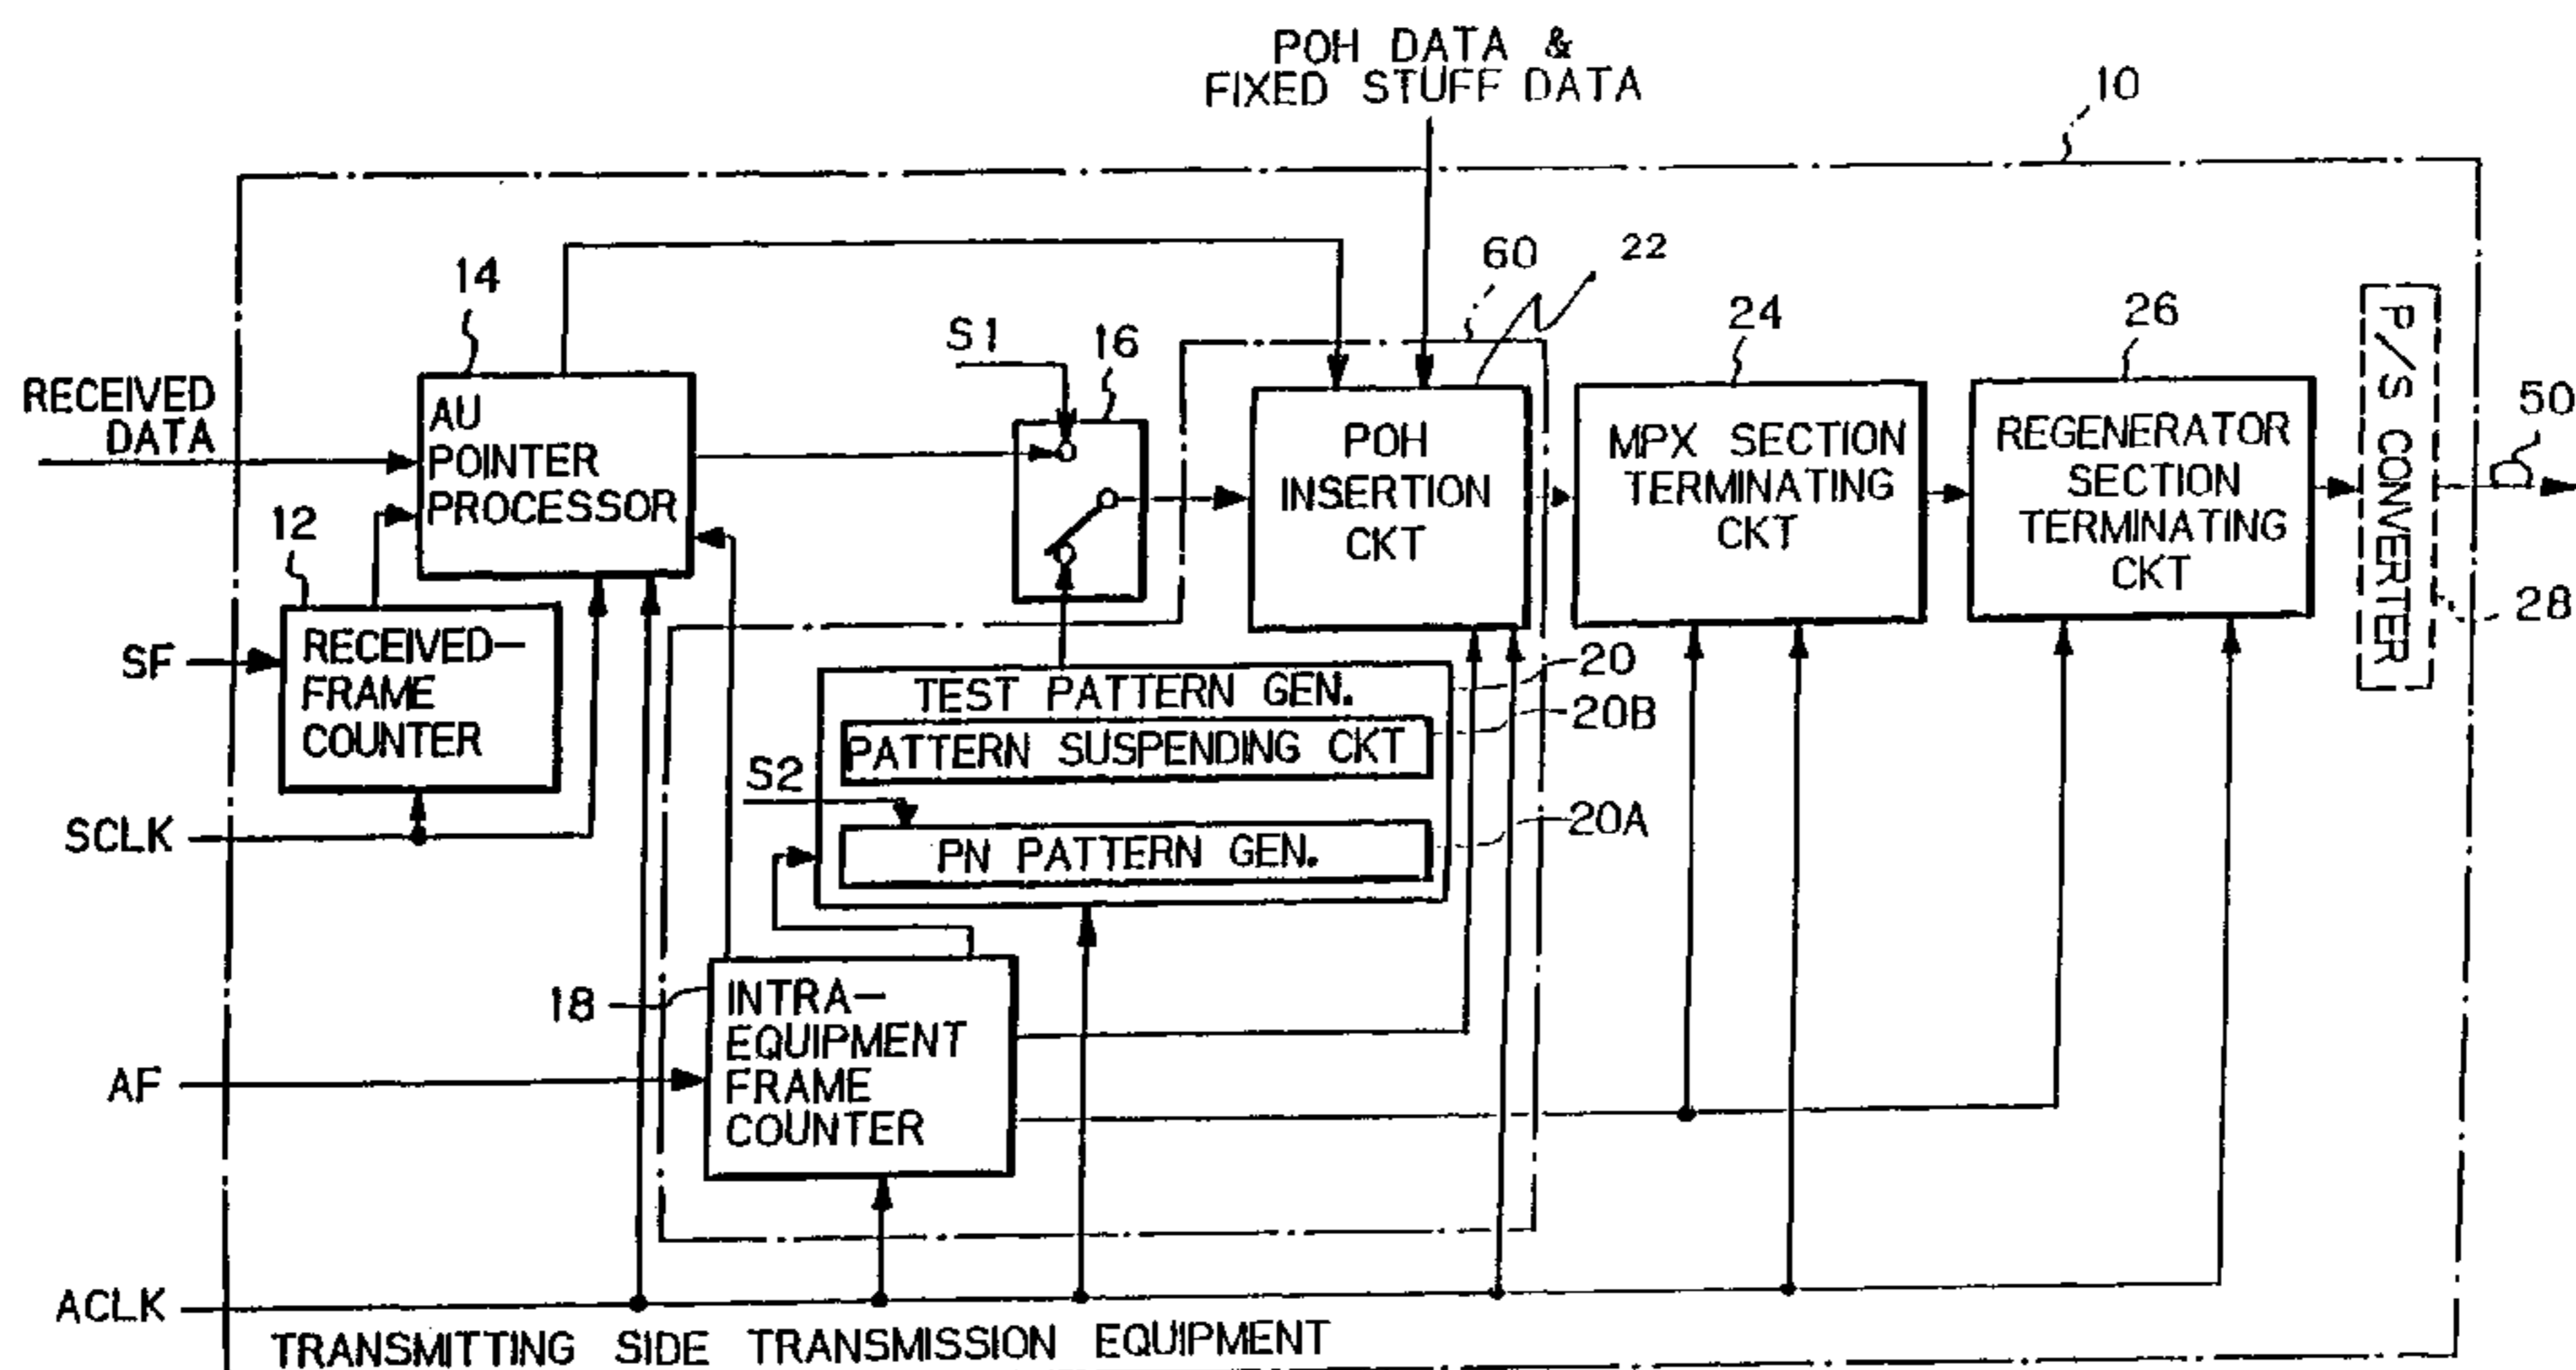 POH DATA &
FIXED STUFF DATA
10
60
22
14
S1
16
24
26
P/S CONVERTER
50
RECEIVED
DATA
AU
POINTER
PROCESSOR
POH
INSERTION
CKT
MPX SECTION
TERMINATING
CKT
REGENERATOR
SECTION
TERMINATING
CKT
12
28
SF
RECEIVED-
FRAME
COUNTER
TEST PATTERN GEN.
20
PATTERN SUSPENDING CKT
20B
S2
PN PATTERN GEN.
20A
SCLK
18
INTRA-
EQUIPMENT
FRAME
COUNTER
AF
ACLK
TRANSMITTING SIDE TRANSMISSION EQUIPMENT